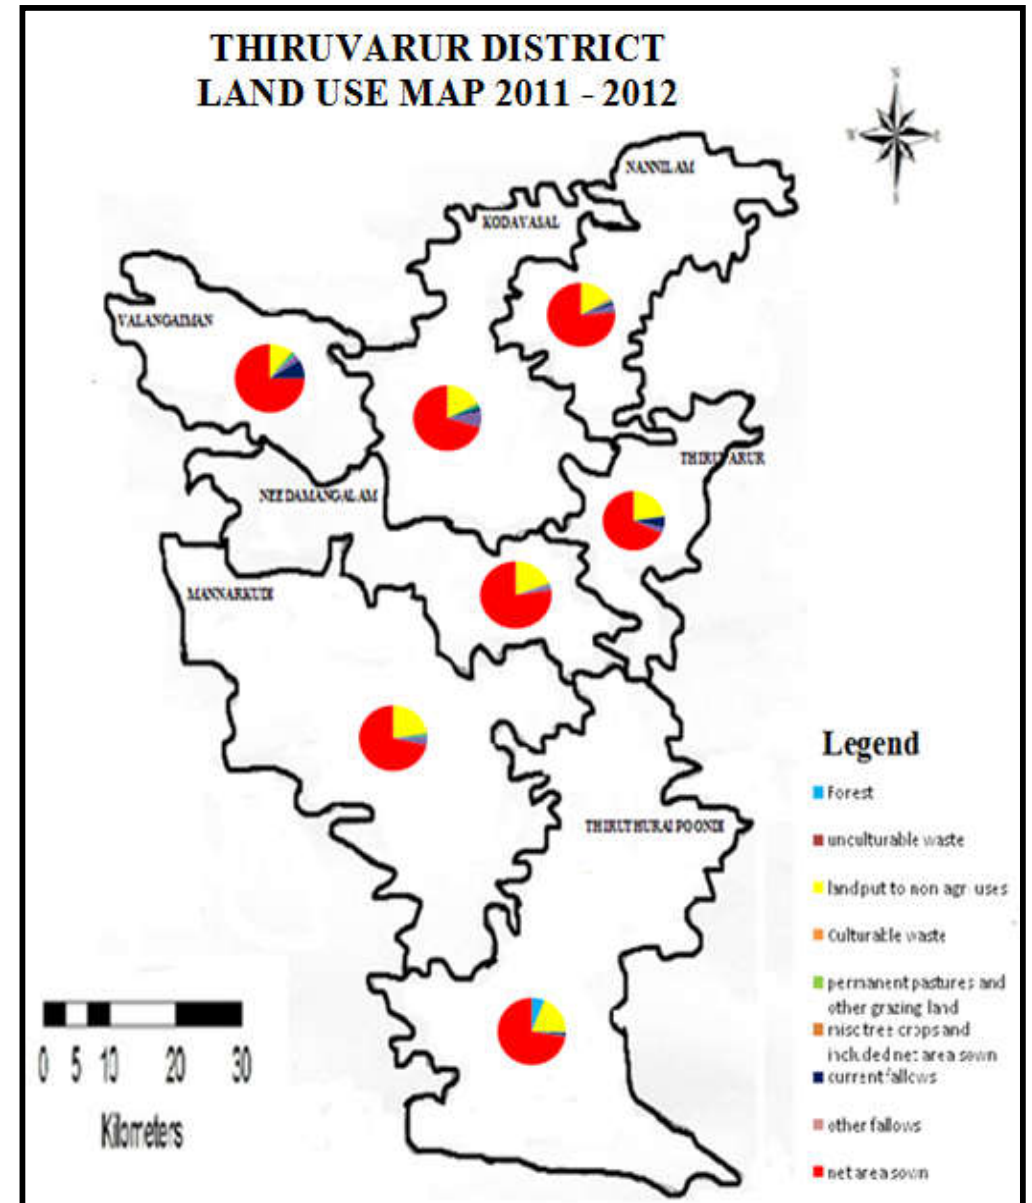 THIRUVARUR DISTRICT
LAND USE MAP 2011 - 2012
N
W
E
S
NANNILAM
KODAVASAL
VALANGAIMAN
THIRUVARUR
NEEDAMANGALAM
MANNARKUDI
THIRUTHURAIPOONDI
Legend
Forest
unculturable waste
land put to non agri uses
Culturable waste
permanent pastures and
other grazing land
misc tree crops and
included net area sown
current fallows
other fallows
net area sown
0 5 10 20 30
Kilometers